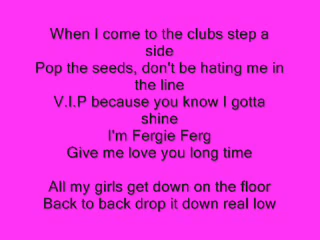 When I come to the clubs step a
side
Pop the seeds, don't be hating me in
the line
V.I.P because you know I gotta
shine
I'm Fergie Ferg
Give me love you long time

All my girls get down on the floor
Back to back drop it down real low